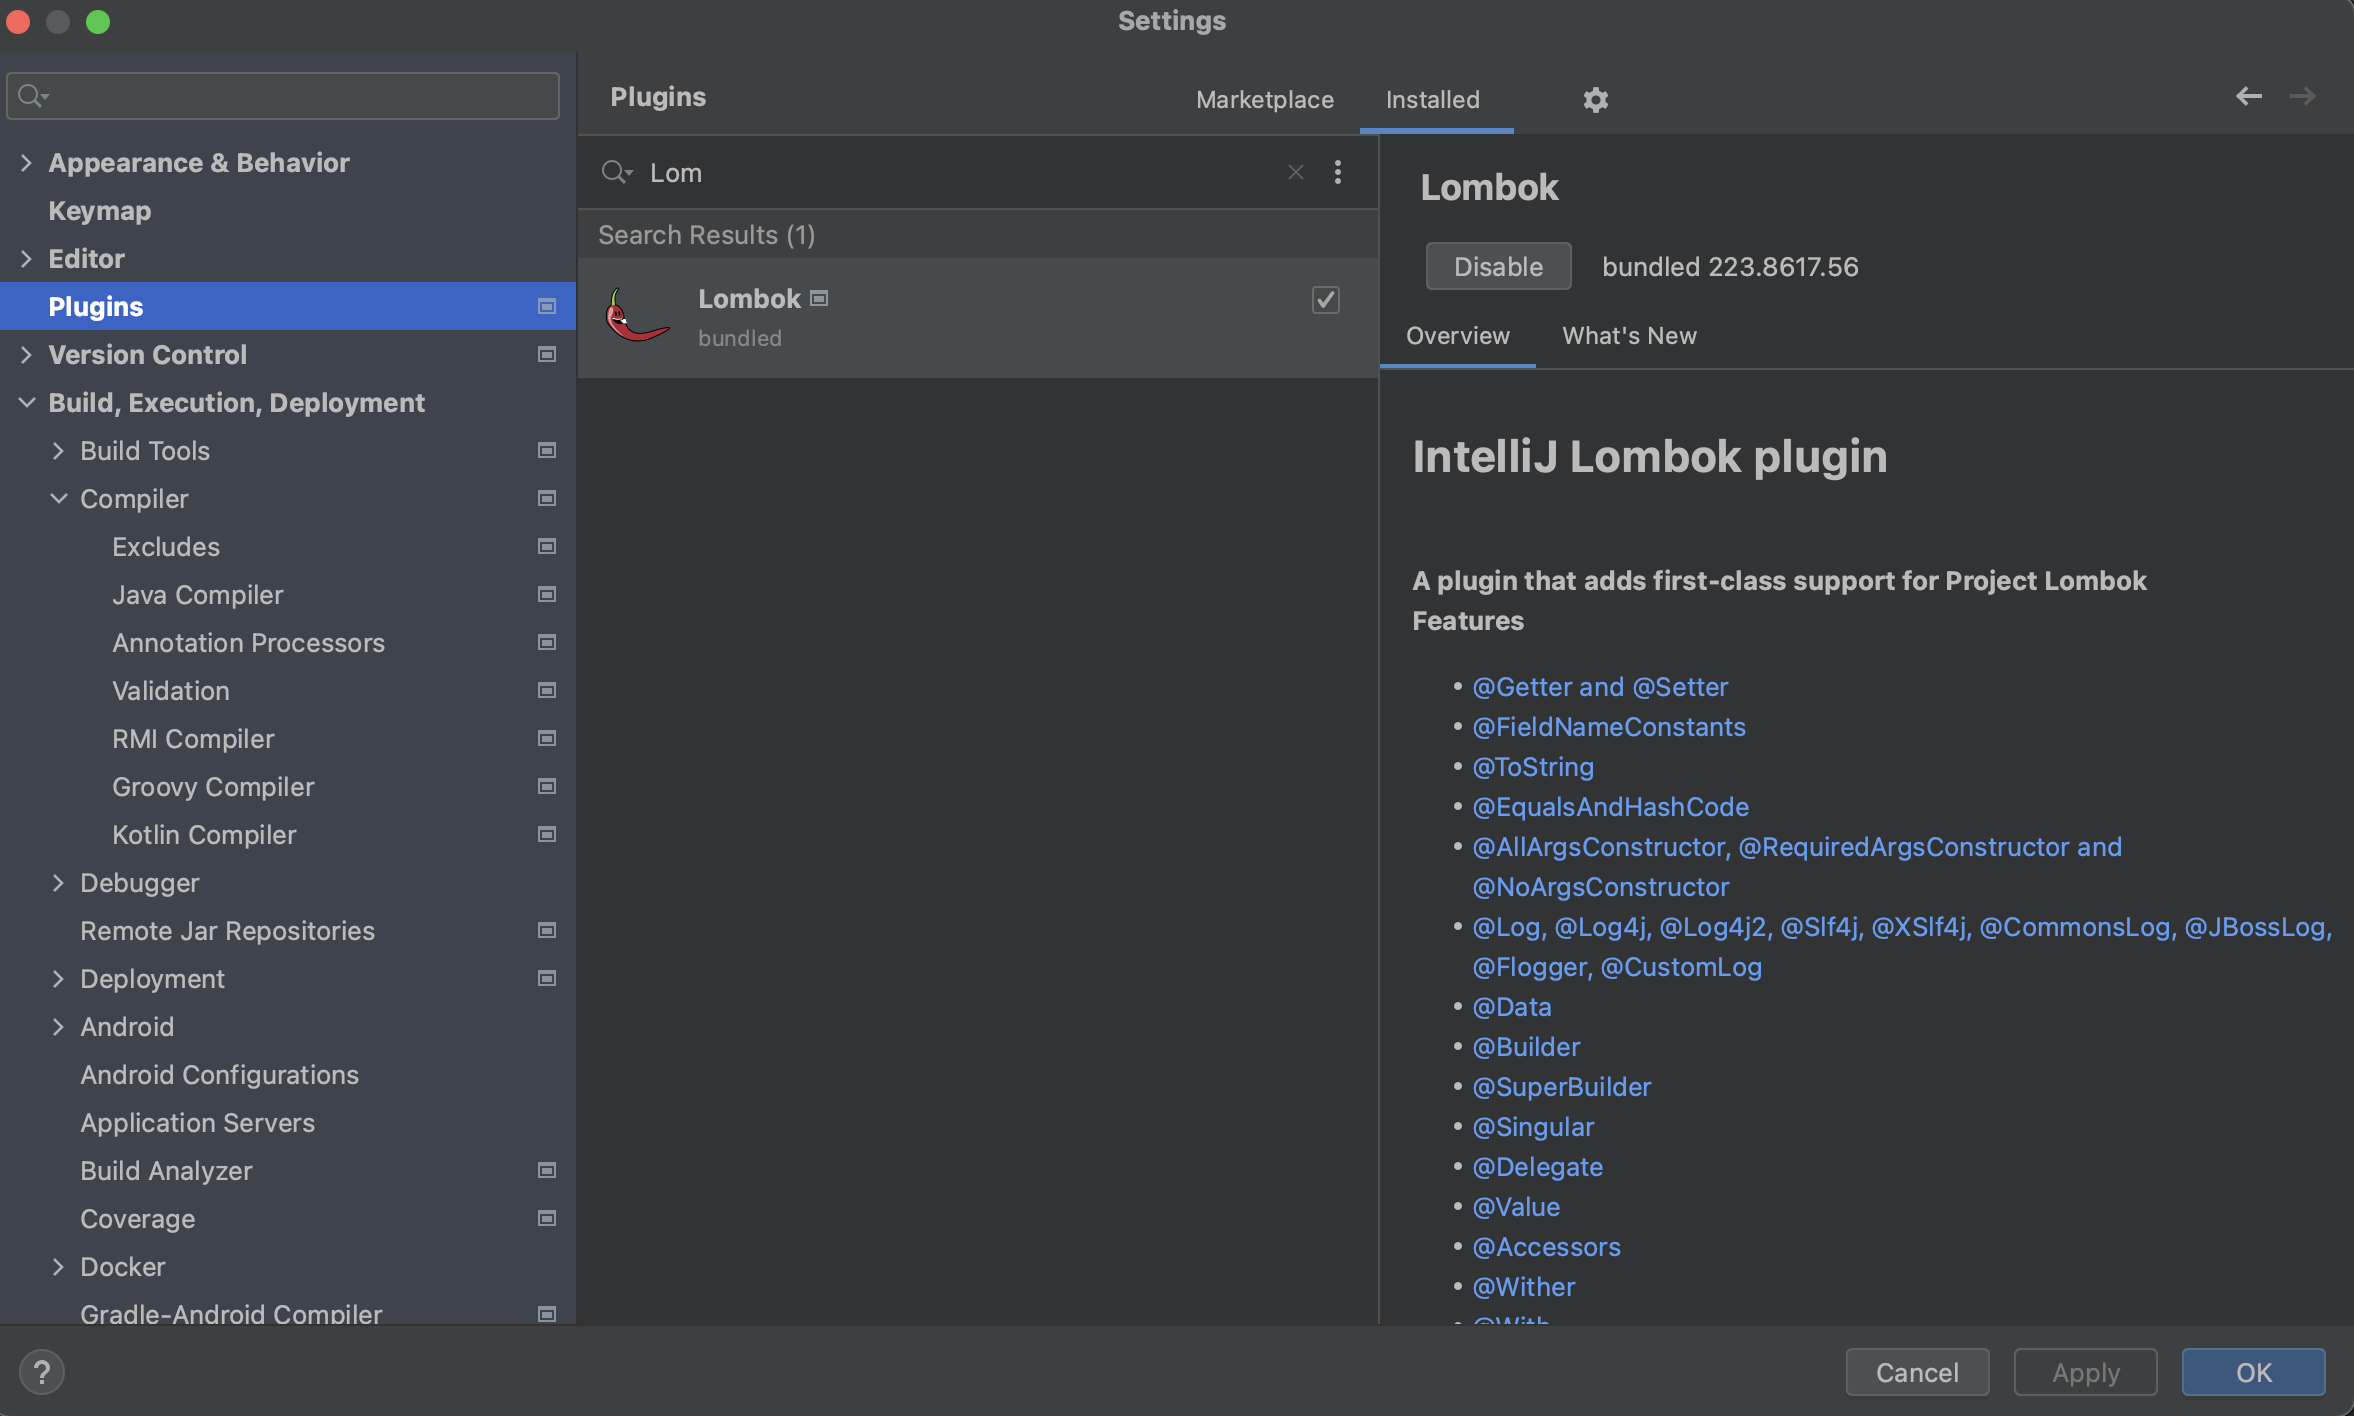 Settings
Appearance & Behavior
Keymap
Editor
Plugins
Version Control
Build, Execution, Deployment
Build Tools
Compiler
Excludes
Java Compiler
Annotation Processors
Validation
RMI Compiler
Groovy Compiler
Kotlin Compiler
Debugger
Remote Jar Repositories
Deployment
Android
Android Configurations
Application Servers
Build Analyzer
Coverage
Docker
Gradle-Android Compiler
Plugins
Marketplace
Installed
Lom
Search Results (1)
Lombok
bundled
Lombok
Disable
bundled 223.8617.56
Overview
What's New
IntelliJ Lombok plugin
A plugin that adds first-class support for Project Lombok
Features
• @Getter and @Setter
• @FieldNameConstants
• @ToString
• @EqualsAndHashCode
• @AllArgsConstructor, @RequiredArgsConstructor and
@NoArgsConstructor
• @Log, @Log4j, @Log4j2, @Slf4j, @XSlf4j, @CommonsLog, @JBossLog,
@Flogger, @CustomLog
• @Data
• @Builder
• @SuperBuilder
• @Singular
• @Delegate
• @Value
• @Accessors
• @Wither
• @With
?
Cancel
Apply
OK